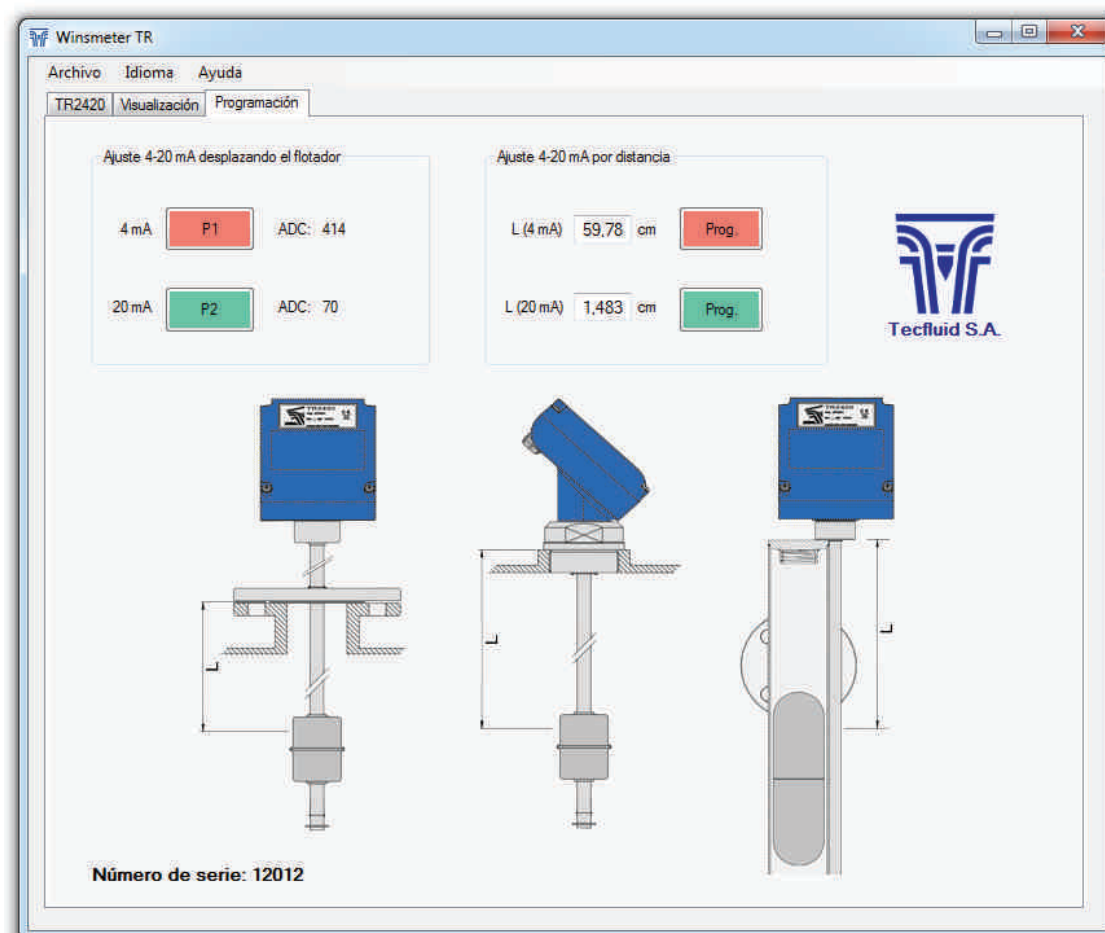 Winsmeter TR
Archivo Idioma Ayuda
TR2420 Visualización Programación
Ajuste 4-20 mA desplazando el flotador
4 mA P1 ADC: 414
20 mA P2 ADC: 70
Ajuste 4-20 mA por distancia
L (4 mA) 59,78 cm Prog.
L (20 mA) 1,483 cm Prog.
Tecfluid S.A.
TR2420
TR2420
L
L
L
Número de serie: 12012